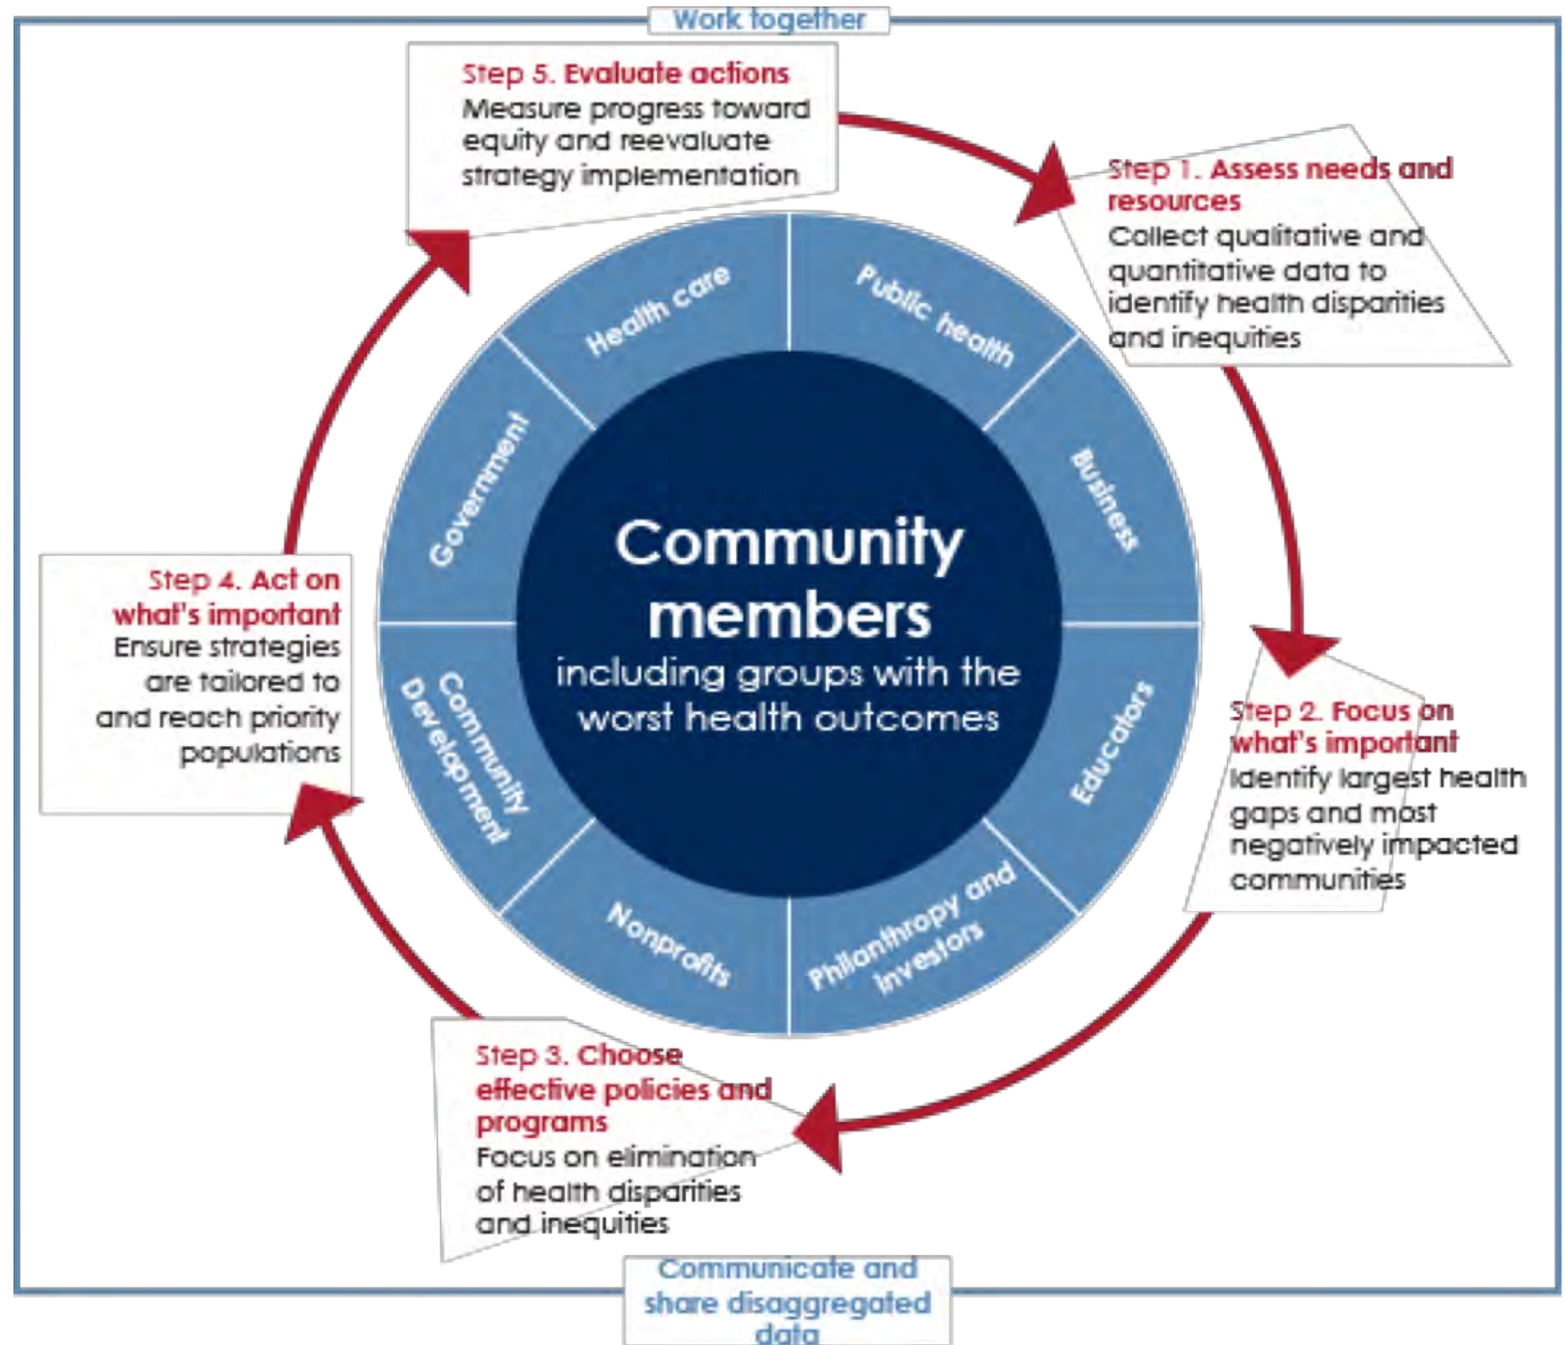 Work together
Step 5. Evaluate actions
Measure progress toward
equity and reevaluate
strategy implementation
Step 1. Assess needs and
resources
Collect qualitative and
quantitative data to
identify health disparities
and inequities
Step 2. Focus on
what's important
Identify largest health
gaps and most
negatively impacted
communities
Step 3. Choose
effective policies and
programs
Focus on elimination
of health disparities
and inequities
Step 4. Act on
what's important
Ensure strategies
are tailored to
and reach priority
populations
Health care
Public health
Business
Educators
Philanthropy and
investors
Nonprofits
Community
Development
Government
Community
members
including groups with the
worst health outcomes
Communicate and
share disaggregated
data